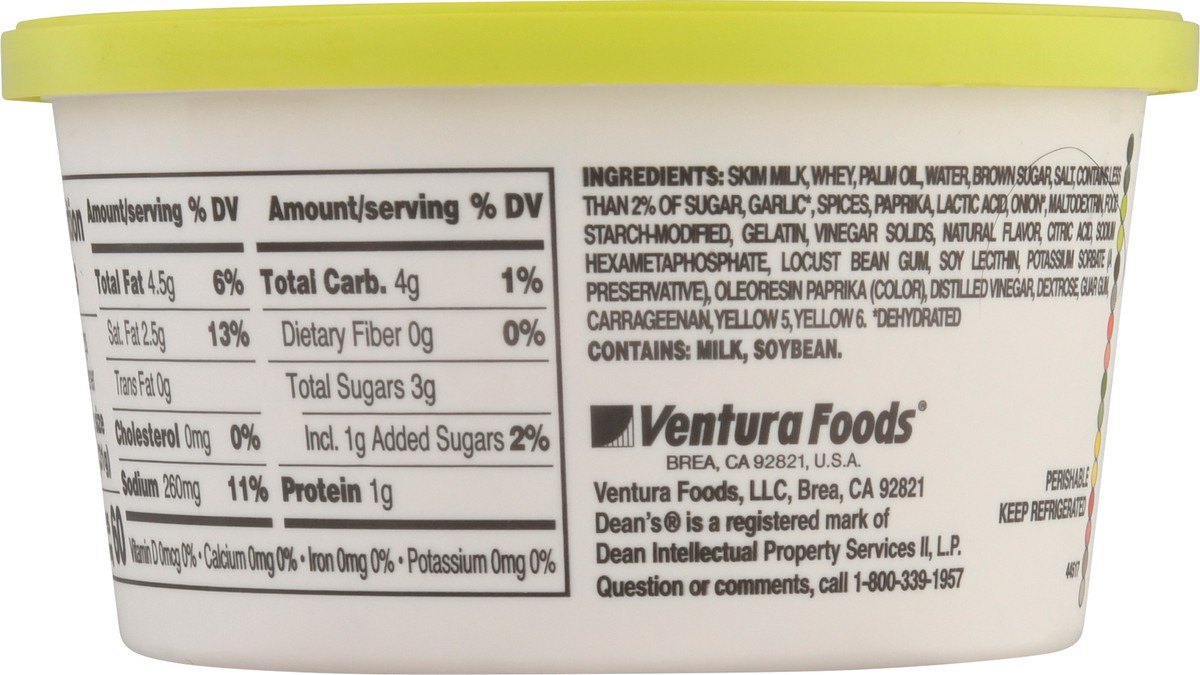 Amount/serving % DV
Total Fat 4.5g 6%
Sat. Fat 2.5g 13%
Trans Fat 0g
Cholesterol 0mg 0%
Sodium 260mg 11%
Amount/serving % DV
Total Carb. 4g 1%
Dietary Fiber 0g 0%
Total Sugars 3g
Incl. 1g Added Sugars 2%
Protein 1g
60
Vitamin D 0mcg 0% • Calcium 0mg 0% • Iron 0mg 0% • Potassium 0mg 0%
INGREDIENTS: SKIM MILK, WHEY, PALM OIL, WATER, BROWN SUGAR, SALT, CONTAINS LESS
THAN 2% OF SUGAR, GARLIC*, SPICES, PAPRIKA, LACTIC ACID, ONION*, MALTODEXTRIN, FOOD
STARCH-MODIFIED, GELATIN, VINEGAR SOLIDS, NATURAL FLAVOR, CITRIC ACID, SODIUM
HEXAMETAPHOSPHATE, LOCUST BEAN GUM, SOY LECITHIN, POTASSIUM SORBATE (A
PRESERVATIVE), OLEORESIN PAPRIKA (COLOR), DISTILLED VINEGAR, DEXTROSE, GUAR GUM,
CARRAGEENAN, YELLOW 5, YELLOW 6. *DEHYDRATED
CONTAINS: MILK, SOYBEAN.
Ventura Foods®
BREA, CA 92821, U.S.A.
Ventura Foods, LLC, Brea, CA 92821
Dean's® is a registered mark of
Dean Intellectual Property Services II, L.P.
Question or comments, call 1-800-339-1957
PERISHABLE
KEEP REFRIGERATED
44617